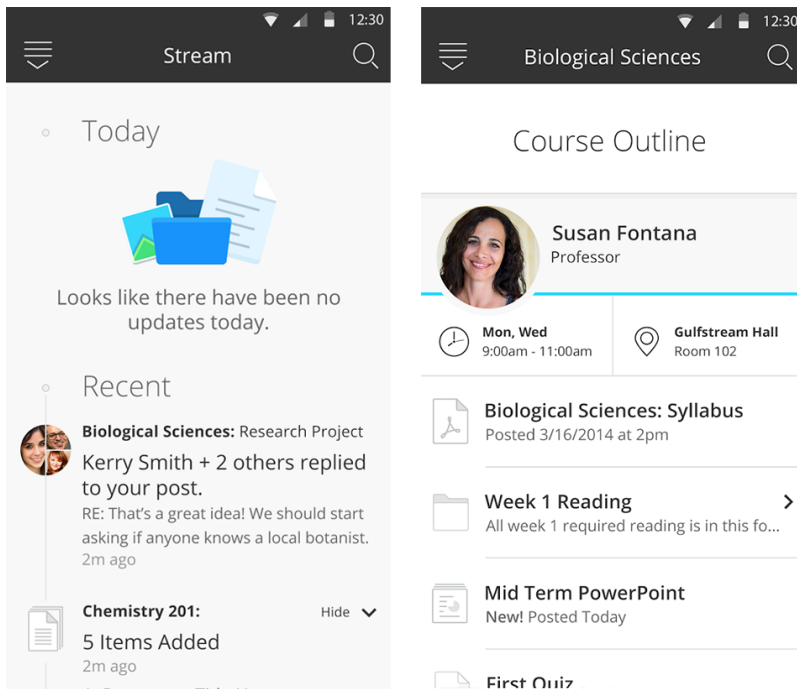 12:30
Stream
Today
Looks like there have been no
updates today.
Recent
Biological Sciences: Research Project
Kerry Smith + 2 others replied
to your post.
RE: That's a great idea! We should start
asking if anyone knows a local botanist.
2m ago
Chemistry 201:
Hide
5 Items Added
2m ago
12:30
Biological Sciences
Course Outline
Susan Fontana
Professor
Mon, Wed
9:00am - 11:00am
Gulfstream Hall
Room 102
Biological Sciences: Syllabus
Posted 3/16/2014 at 2pm
Week 1 Reading
All week 1 required reading is in this fo...
Mid Term PowerPoint
New! Posted Today
First Quiz